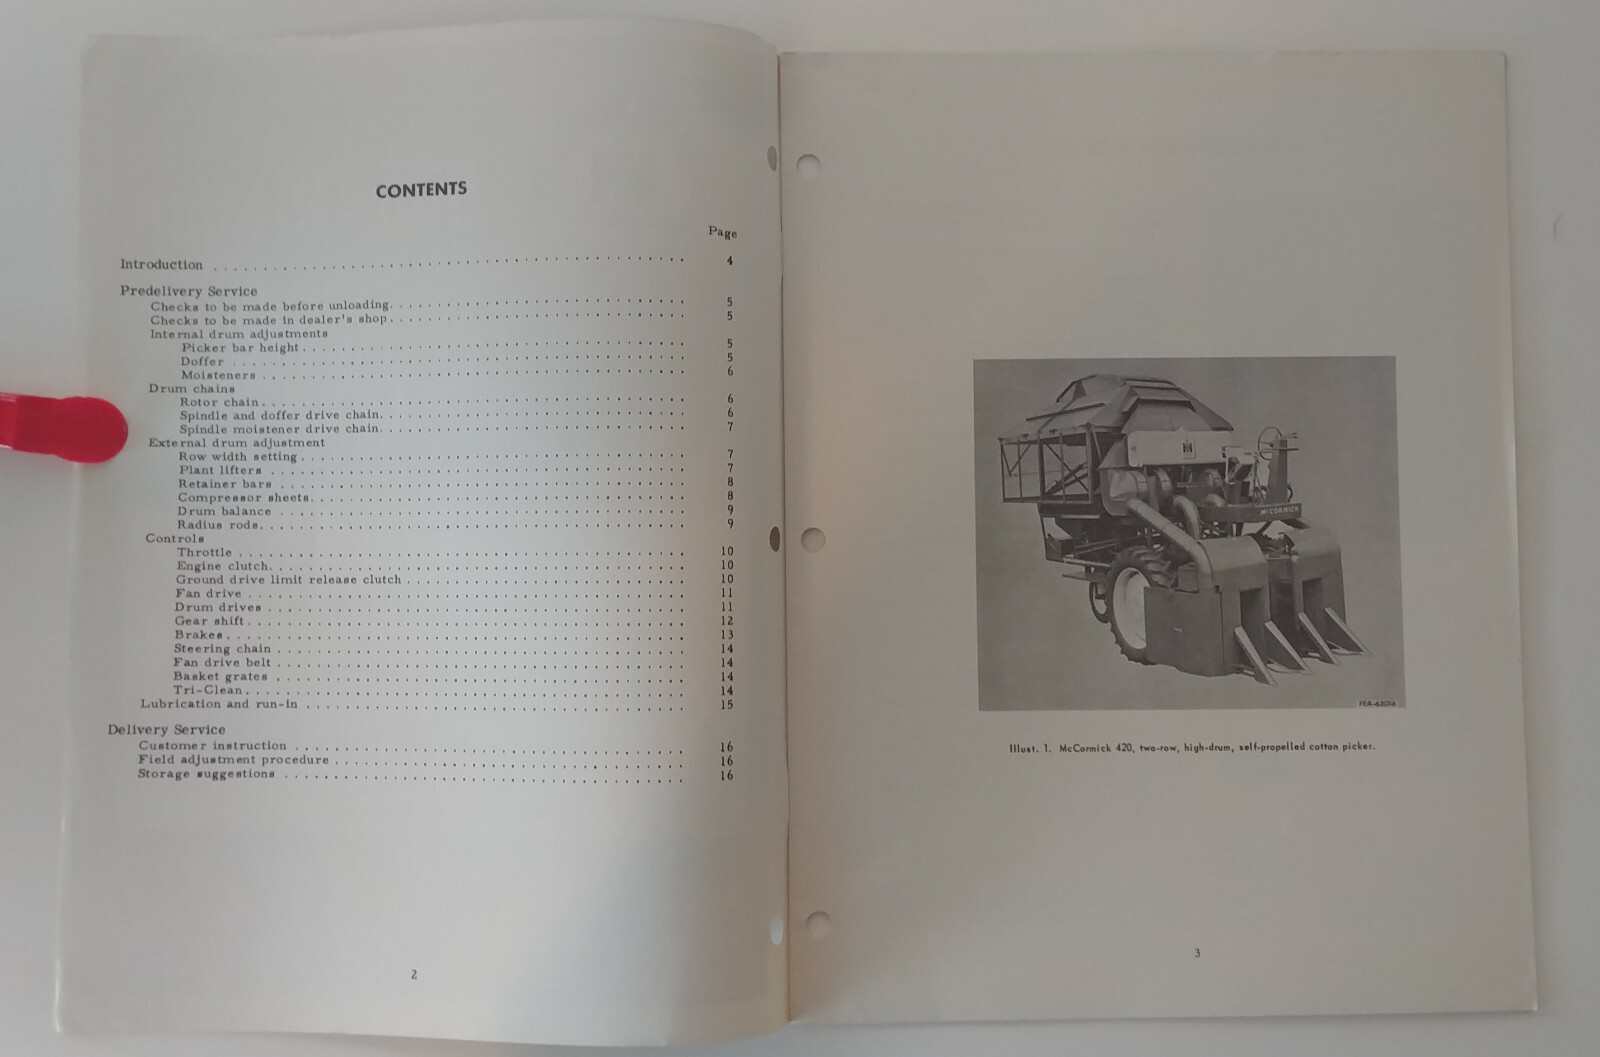 CONTENTS
Page
Introduction . . . . . . . . . . . . . . . . . . . . 4
Predelivery Service
Checks to be made before unloading. . . . . . . . . . . . . . . . . . . . 5
Checks to be made in dealer's shop. . . . . . . . . . . . . . . . . . . . 5
Internal drum adjustments
Picker bar height. . . . . . . . . . . . . . . . . . . . 5
Doffer . . . . . . . . . . . . . . . . . . . . 5
Moisteners . . . . . . . . . . . . . . . . . . . . 6
Drum chains
Rotor chain. . . . . . . . . . . . . . . . . . . . 6
Spindle and doffer drive chain. . . . . . . . . . . . . . . . . . . . 6
Spindle moistener drive chain. . . . . . . . . . . . . . . . . . . . 7
External drum adjustment
Row width setting . . . . . . . . . . . . . . . . . . . . 7
Plant lifters . . . . . . . . . . . . . . . . . . . . 7
Retainer bars . . . . . . . . . . . . . . . . . . . . 8
Compressor sheets. . . . . . . . . . . . . . . . . . . . 8
Drum balance . . . . . . . . . . . . . . . . . . . . 9
Radius rods. . . . . . . . . . . . . . . . . . . . 9
Controls
Throttle . . . . . . . . . . . . . . . . . . . . 10
Engine clutch. . . . . . . . . . . . . . . . . . . . 10
Ground drive limit release clutch . . . . . . . . . . . . . . . . . . . . 10
Fan drive . . . . . . . . . . . . . . . . . . . . 11
Drum drives . . . . . . . . . . . . . . . . . . . . 11
Gear shift. . . . . . . . . . . . . . . . . . . . 12
Brakes. . . . . . . . . . . . . . . . . . . . 13
Steering chain . . . . . . . . . . . . . . . . . . . . 14
Fan drive belt . . . . . . . . . . . . . . . . . . . . 14
Basket grates . . . . . . . . . . . . . . . . . . . . 14
Tri-Clean. . . . . . . . . . . . . . . . . . . . 14
Lubrication and run-in . . . . . . . . . . . . . . . . . . . . 15
Delivery Service
Customer instruction . . . . . . . . . . . . . . . . . . . . 16
Field adjustment procedure . . . . . . . . . . . . . . . . . . . . 16
Storage suggestions . . . . . . . . . . . . . . . . . . . . 16
2
IH
McCORMICK
Illust. 1. McCormick 420, two-row, high-drum, self-propelled cotton picker.
3